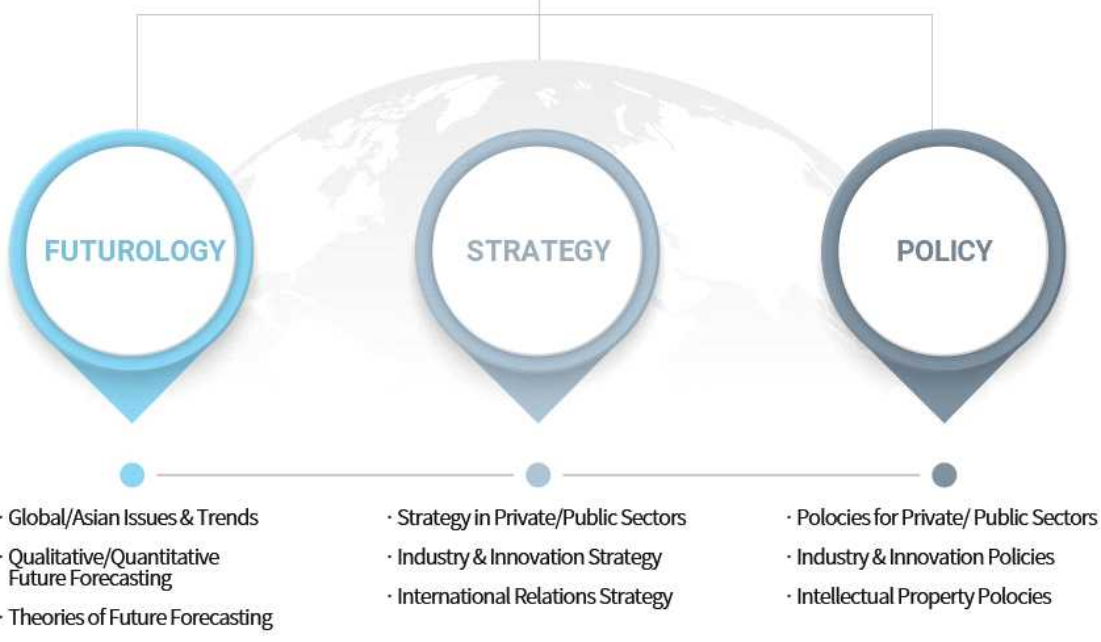 FUTUROLOGY
STRATEGY
POLICY
· Global/Asian Issues & Trends
· Qualitative/Quantitative
Future Forecasting
· Theories of Future Forecasting
· Strategy in Private/Public Sectors
· Industry & Innovation Strategy
· International Relations Strategy
· Polocies for Private/ Public Sectors
· Industry & Innovation Policies
· Intellectual Property Polocies